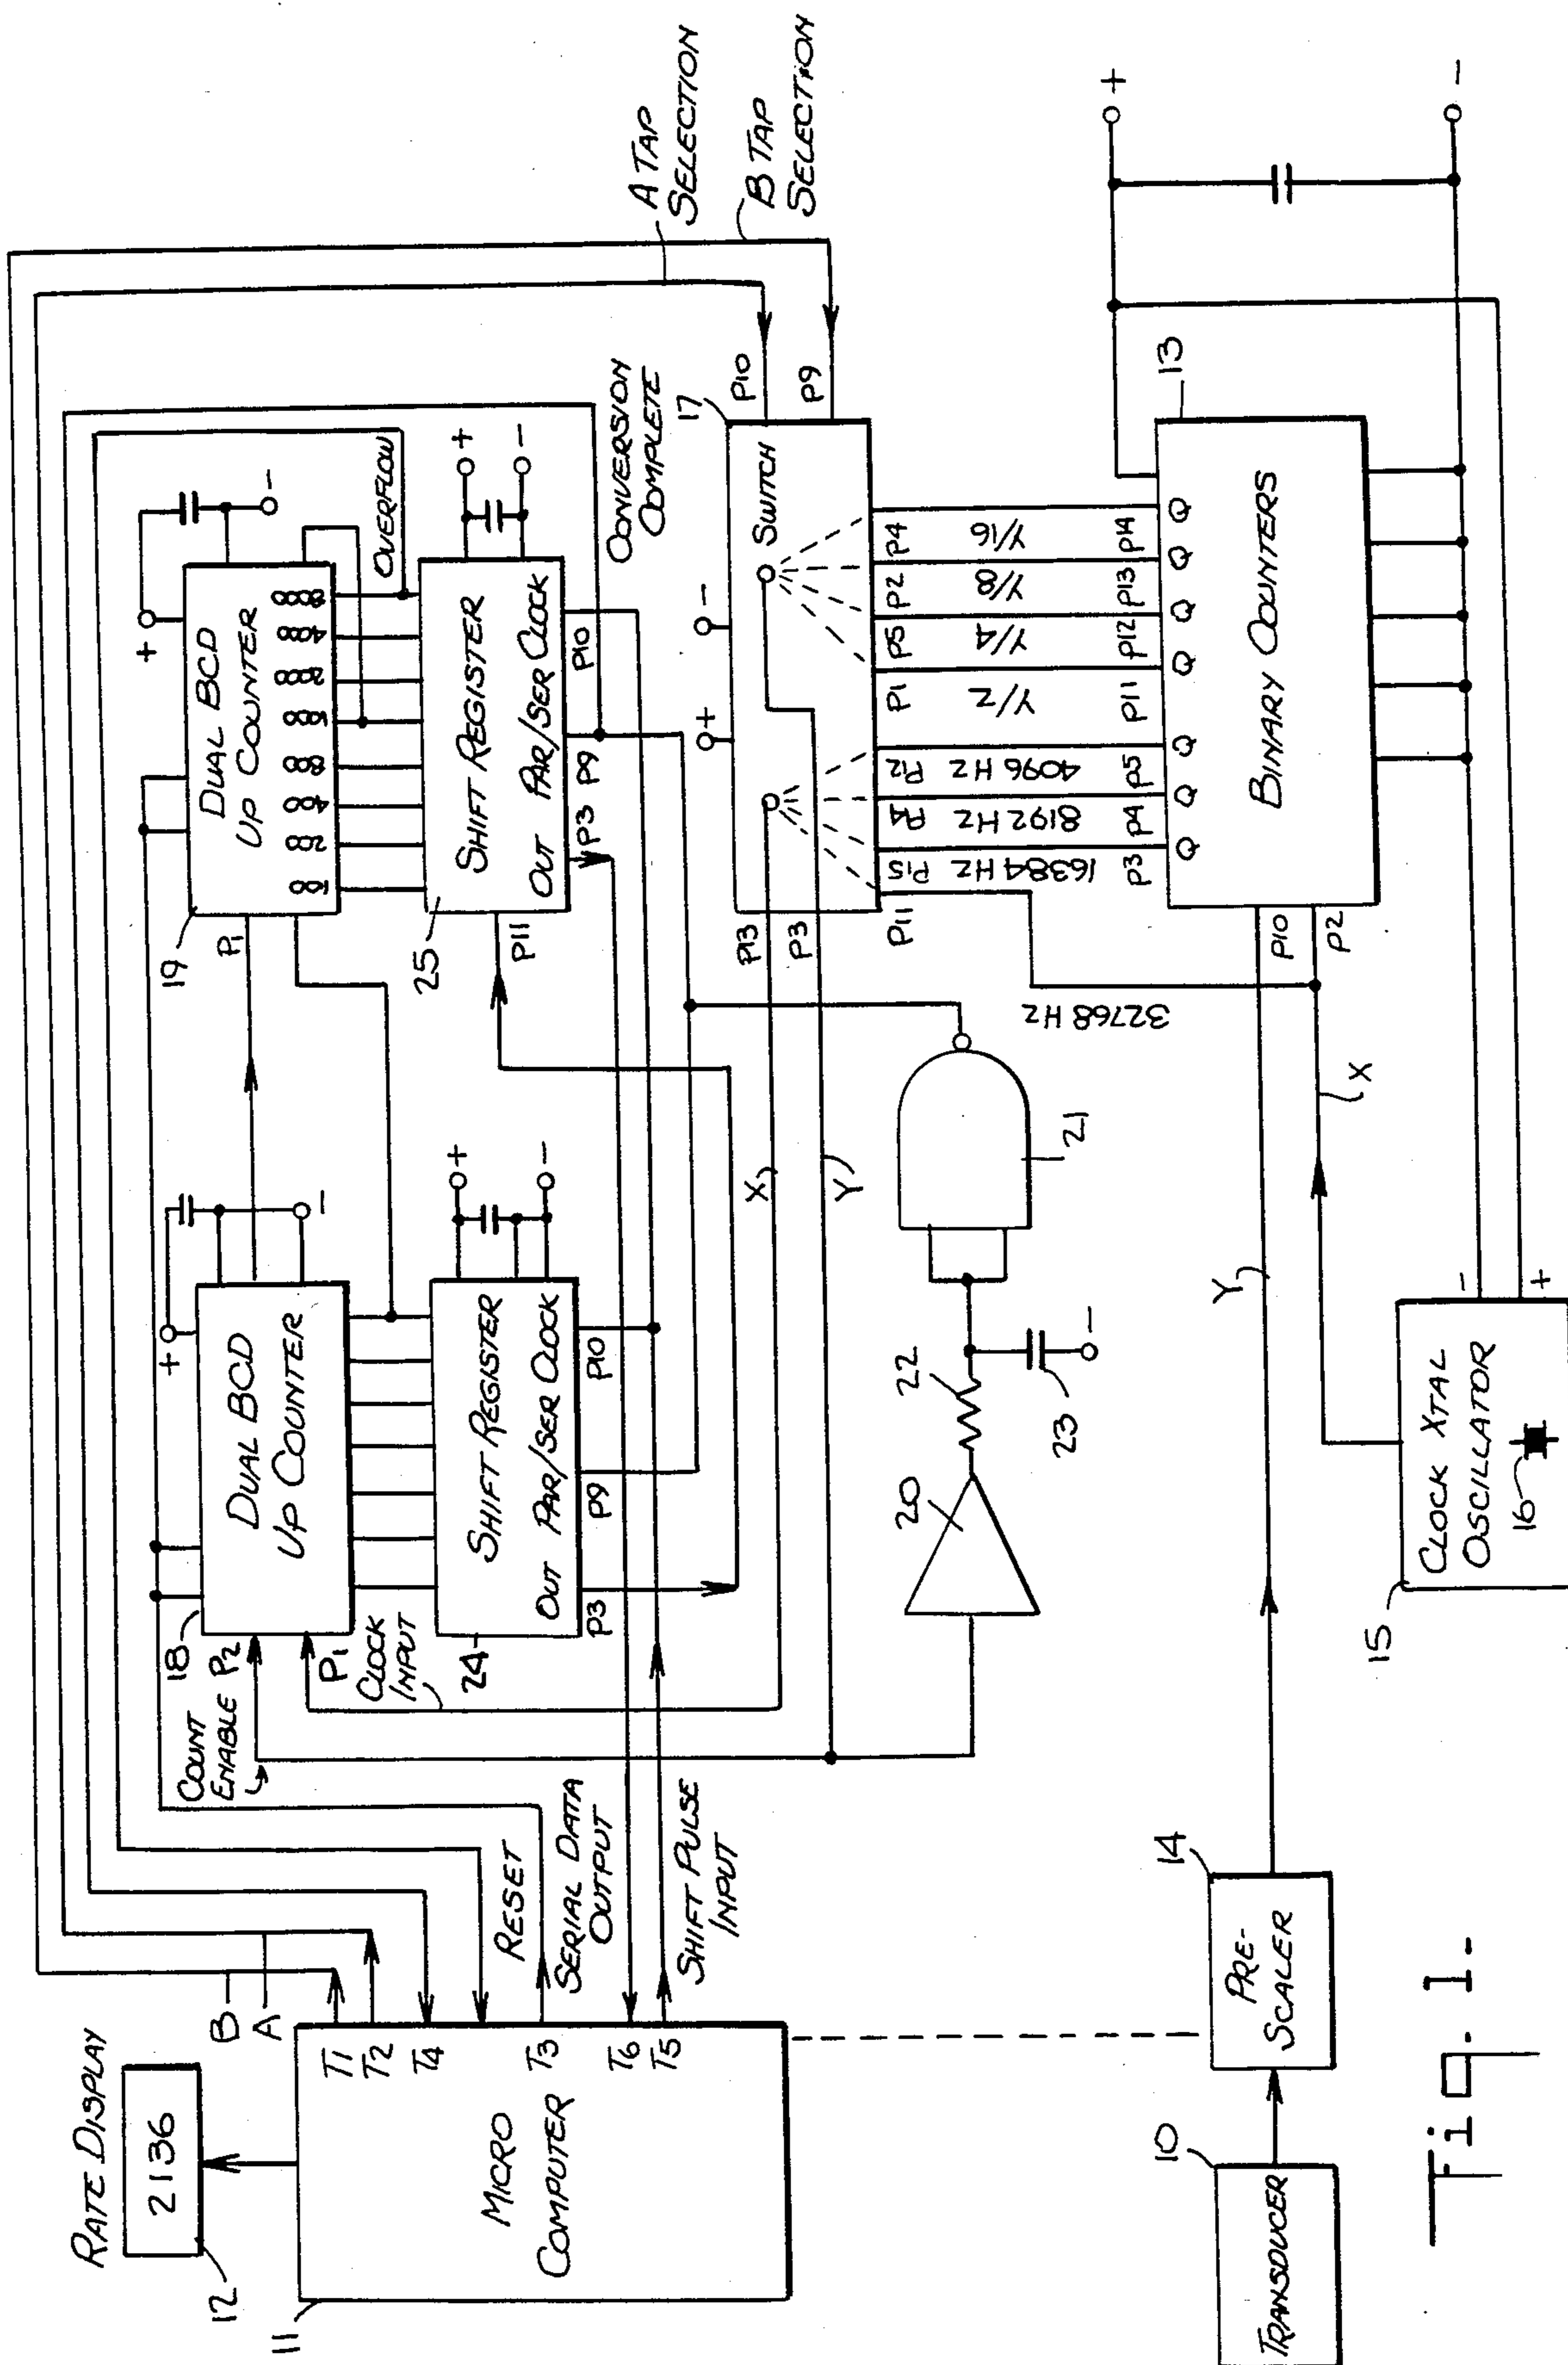 RATE DISPLAY
2136
12
11
MICRO
COMPUTER
T1
T2
T4
T3
T6
T5
B
A
RESET
SERIAL DATA
OUTPUT
SHIFT PULSE
INPUT
COUNT
ENABLE P2
P1
CLOCK
INPUT
18
DUAL BCD
UP COUNTER
+
-
24
SHIFT REGISTER
OUT PAR/SER CLOCK
P3
P9
P10
+
-
19
P1
DUAL BCD
UP COUNTER
100
200
400
800
1000
2000
4000
8000
+
-
OVERFLOW
25
P11
SHIFT REGISTER
OUT PAR/SER CLOCK
P3
P9
P10
+
-
CONVERSION
COMPLETE
A TAP
SELECTION
B TAP
SELECTION
17
P10
P9
SWITCH
+
-
P13
P3
P11
P15
P12
P1
P5
P2
P4
X
Y
32768 HZ
16384 HZ
8192 HZ
4096 HZ
Y/2
Y/4
Y/8
Y/16
P3
P4
P5
P11
P12
P13
P14
Q Q Q Q Q Q Q
13
BINARY COUNTERS
P10
P2
+
-
20
22
23
-
21
Y
X
15
CLOCK XTAL
OSCILLATOR
16
-
+
14
PRE-
SCALER
10
TRANSDUCER
Fig. 1.